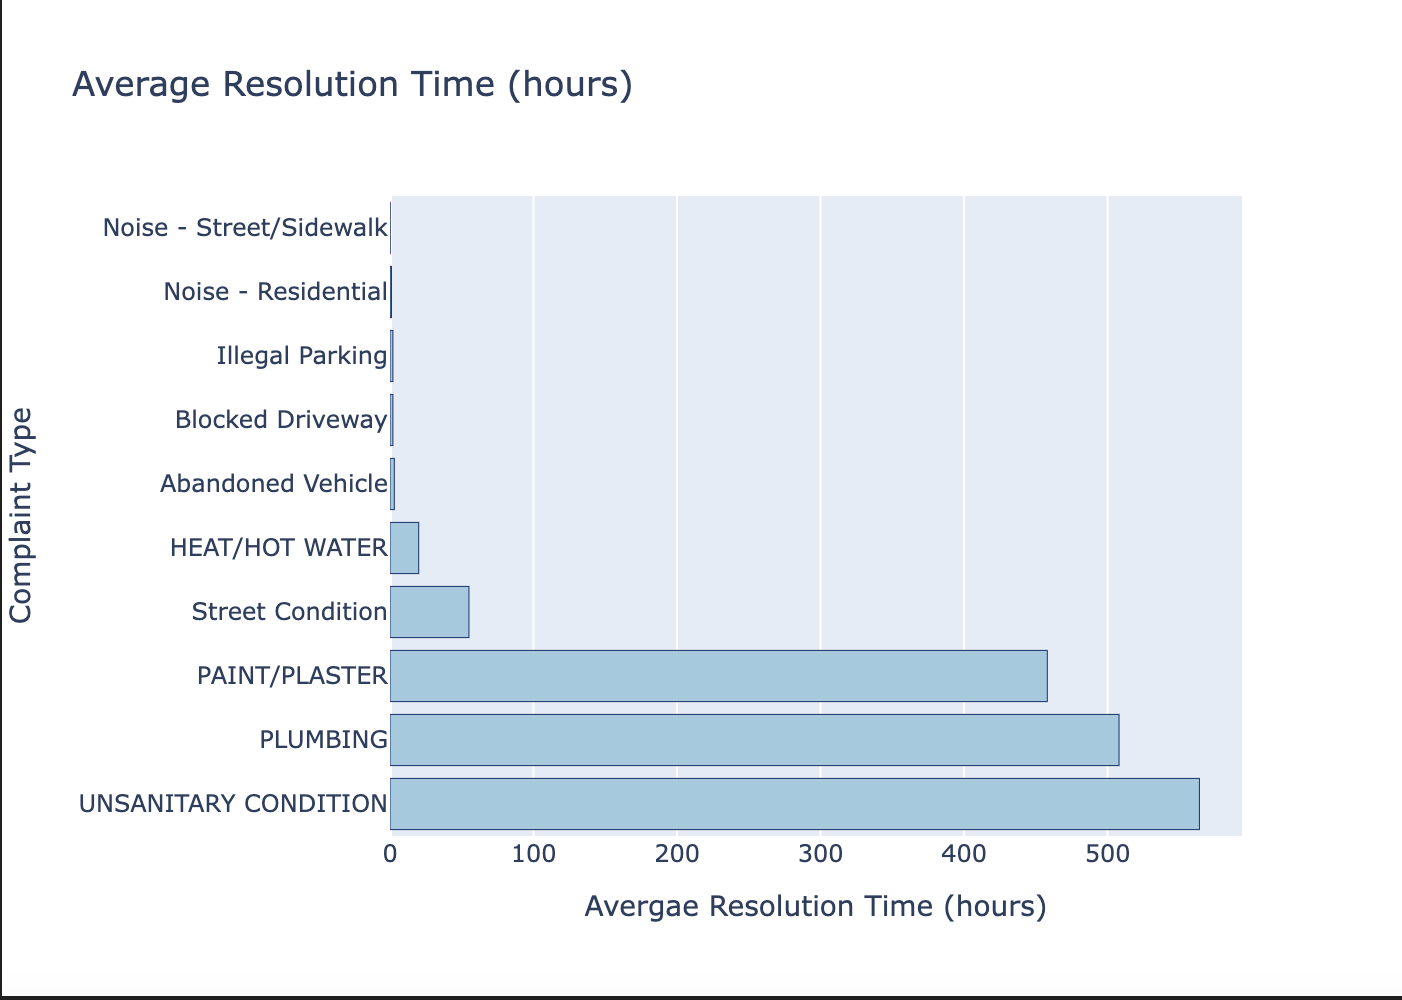 Average Resolution Time (hours)
Noise - Street/Sidewalk
Noise - Residential
Illegal Parking
Blocked Driveway
Abandoned Vehicle
HEAT/HOT WATER
Street Condition
PAINT/PLASTER
PLUMBING
UNSANITARY CONDITION
Complaint Type
0 100 200 300 400 500
Avergae Resolution Time (hours)